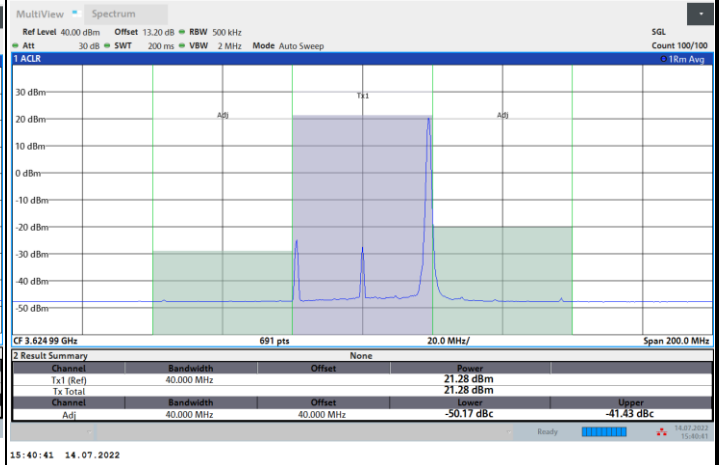 MultiView Spectrum
Ref Level 40.00 dBm Offset 13.20 dB RBW 500 kHz SGL
Att 30 dB SWT 200 ms VBW 2 MHz Mode Auto Sweep Count 100/100
1 ACLR 1Rm Avg
30 dBm
Tx1
20 dBm Adj Adj
10 dBm
0 dBm
-10 dBm
-20 dBm
-30 dBm
-40 dBm
-50 dBm
CF 3.62499 GHz 691 pts 20.0 MHz/ Span 200.0 MHz
2 Result Summary None
Channel Bandwidth Offset Power
Tx1 (Ref) 40.000 MHz 21.28 dBm
Tx Total 21.28 dBm
Channel Bandwidth Offset Lower Upper
Adj 40.000 MHz 40.000 MHz -50.17 dBc -41.43 dBc
Ready 14.07.2022
15:40:41
15:40:41 14.07.2022